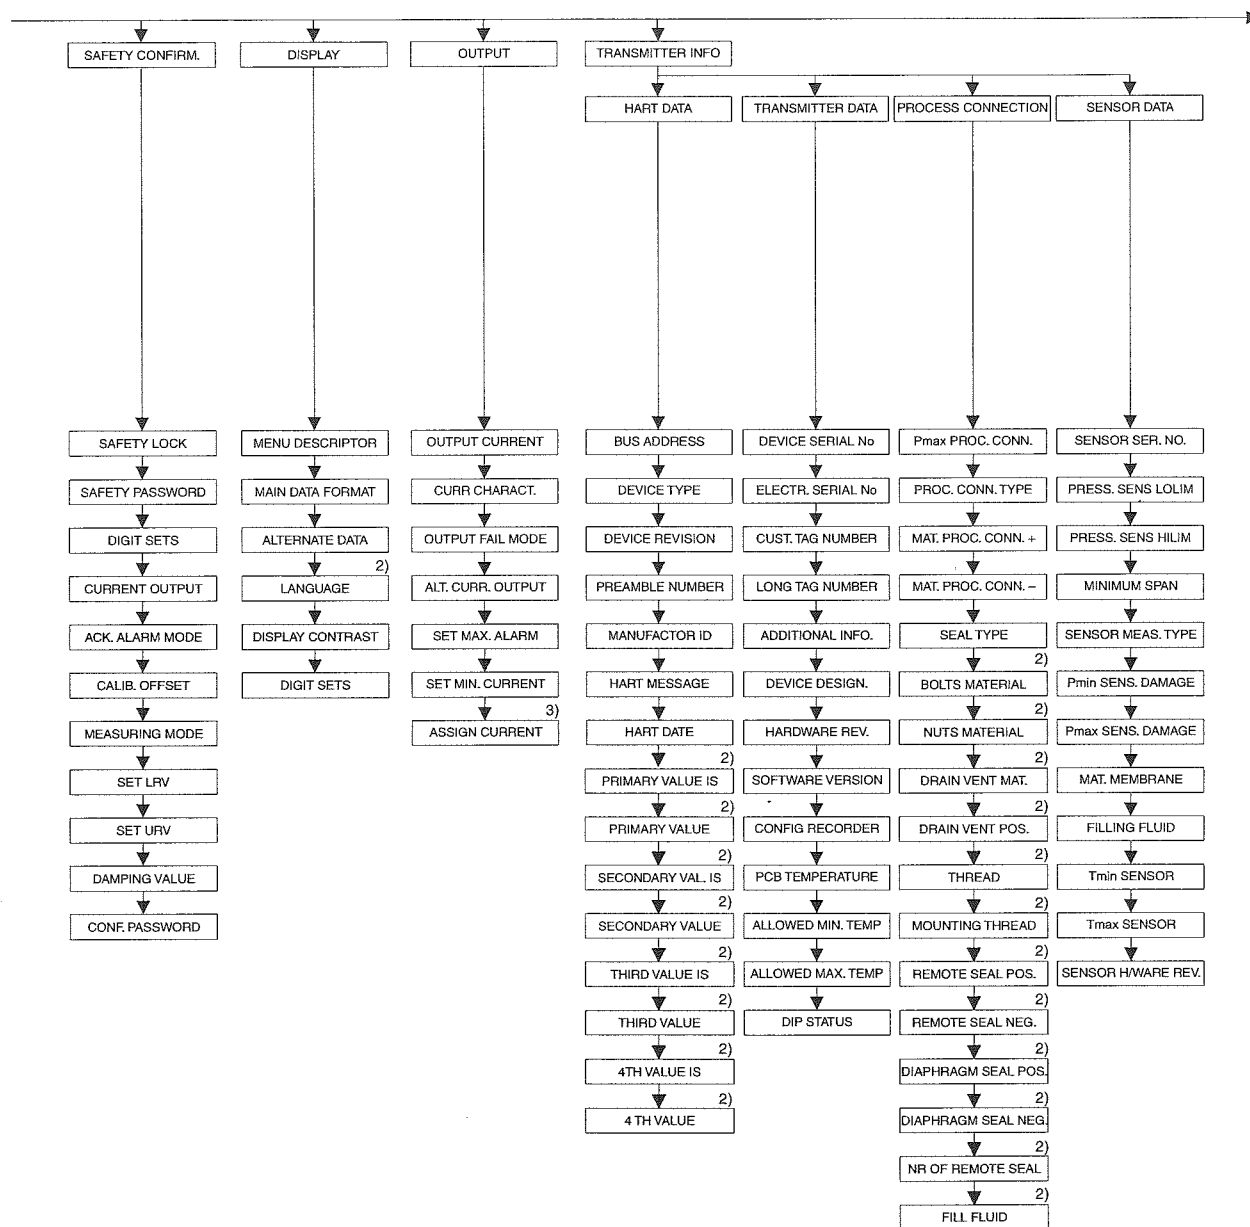 SAFETY CONFIRM.
DISPLAY
OUTPUT
TRANSMITTER INFO
HART DATA
TRANSMITTER DATA
PROCESS CONNECTION
SENSOR DATA
SAFETY LOCK
SAFETY PASSWORD
DIGIT SETS
CURRENT OUTPUT
ACK. ALARM MODE
CALIB. OFFSET
MEASURING MODE
SET LRV
SET URV
DAMPING VALUE
CONF. PASSWORD
MENU DESCRIPTOR
MAIN DATA FORMAT
ALTERNATE DATA
2)
LANGUAGE
DISPLAY CONTRAST
DIGIT SETS
OUTPUT CURRENT
CURR CHARACT.
OUTPUT FAIL MODE
ALT. CURR. OUTPUT
SET MAX. ALARM
SET MIN. CURRENT
3)
ASSIGN CURRENT
BUS ADDRESS
DEVICE TYPE
DEVICE REVISION
PREAMBLE NUMBER
MANUFACTOR ID
HART MESSAGE
HART DATE
2)
PRIMARY VALUE IS
2)
PRIMARY VALUE
2)
SECONDARY VAL. IS
2)
SECONDARY VALUE
2)
THIRD VALUE IS
2)
THIRD VALUE
2)
4TH VALUE IS
2)
4 TH VALUE
DEVICE SERIAL No
ELECTR. SERIAL No
CUST. TAG NUMBER
LONG TAG NUMBER
ADDITIONAL INFO.
DEVICE DESIGN.
HARDWARE REV.
SOFTWARE VERSION
CONFIG RECORDER
PCB TEMPERATURE
ALLOWED MIN. TEMP
ALLOWED MAX. TEMP
DIP STATUS
Pmax PROC. CONN.
PROC. CONN. TYPE
MAT. PROC. CONN. +
MAT. PROC. CONN. –
SEAL TYPE
2)
BOLTS MATERIAL
2)
NUTS MATERIAL
2)
DRAIN VENT MAT.
2)
DRAIN VENT POS.
2)
THREAD
2)
MOUNTING THREAD
2)
REMOTE SEAL POS.
2)
REMOTE SEAL NEG.
2)
DIAPHRAGM SEAL POS.
2)
DIAPHRAGM SEAL NEG.
2)
NR OF REMOTE SEAL
2)
FILL FLUID
SENSOR SER. NO.
PRESS. SENS LOLIM
PRESS. SENS HILIM
MINIMUM SPAN
SENSOR MEAS. TYPE
Pmin SENS. DAMAGE
Pmax SENS. DAMAGE
MAT. MEMBRANE
FILLING FLUID
Tmin SENSOR
Tmax SENSOR
SENSOR H/WARE REV.